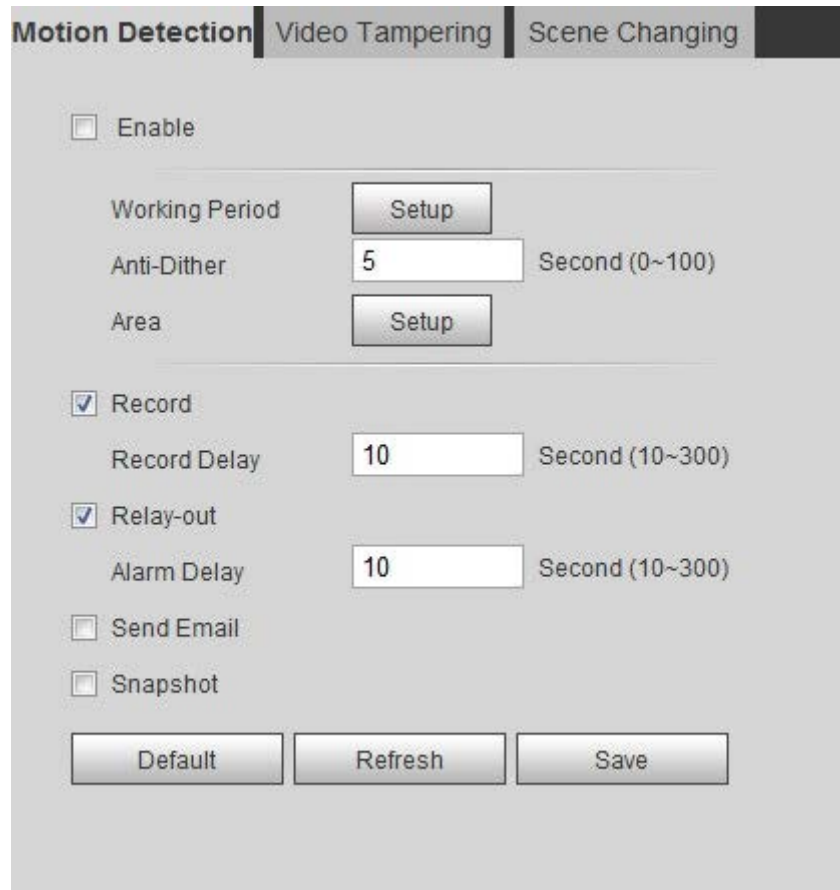 Motion Detection Video Tampering Scene Changing
Enable
Working Period Setup
Anti-Dither 5 Second (0~100)
Area Setup
Record
Record Delay 10 Second (10~300)
Relay-out
Alarm Delay 10 Second (10~300)
Send Email
Snapshot
Default Refresh Save